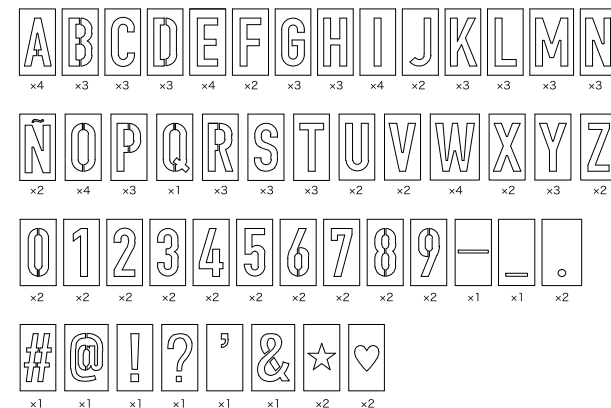 A B C D E F G H I J K L M N
×4 ×3 ×3 ×3 ×4 ×2 ×3 ×3 ×4 ×2 ×3 ×3 ×3 ×3
Ñ O P Q R S T U V W X Y Z
×2 ×4 ×3 ×1 ×3 ×3 ×3 ×2 ×2 ×4 ×2 ×3 ×2
0 1 2 3 4 5 6 7 8 9 — _ .
×2 ×2 ×2 ×2 ×2 ×2 ×2 ×2 ×2 ×2 ×1 ×1 ×2
# @ ! ? ’ & ☆ ♡
×1 ×1 ×1 ×1 ×1 ×1 ×2 ×2